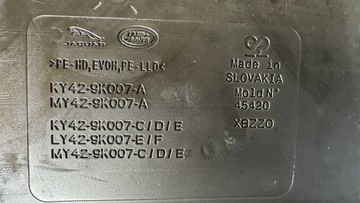 JAGUAR
LAND ROVER
>PE-HD,EVOH,PE-LLD<
KY42-9K007-A
MY42-9K007-A
KY42-9K007-C/D/E
LY42-9K007-E/F
MY42-9K007-C/D/E
Made in
SLOVAKIA
Mold N°
45420
XBZZO